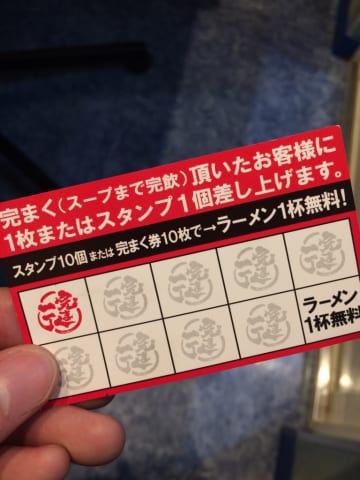 完まく(スープまで完飲)頂いたお客様に
1枚またはスタンプ1個差し上げます。
スタンプ10個または完まく券10枚で→ラーメン1杯無料!
ラーメン
1杯無料